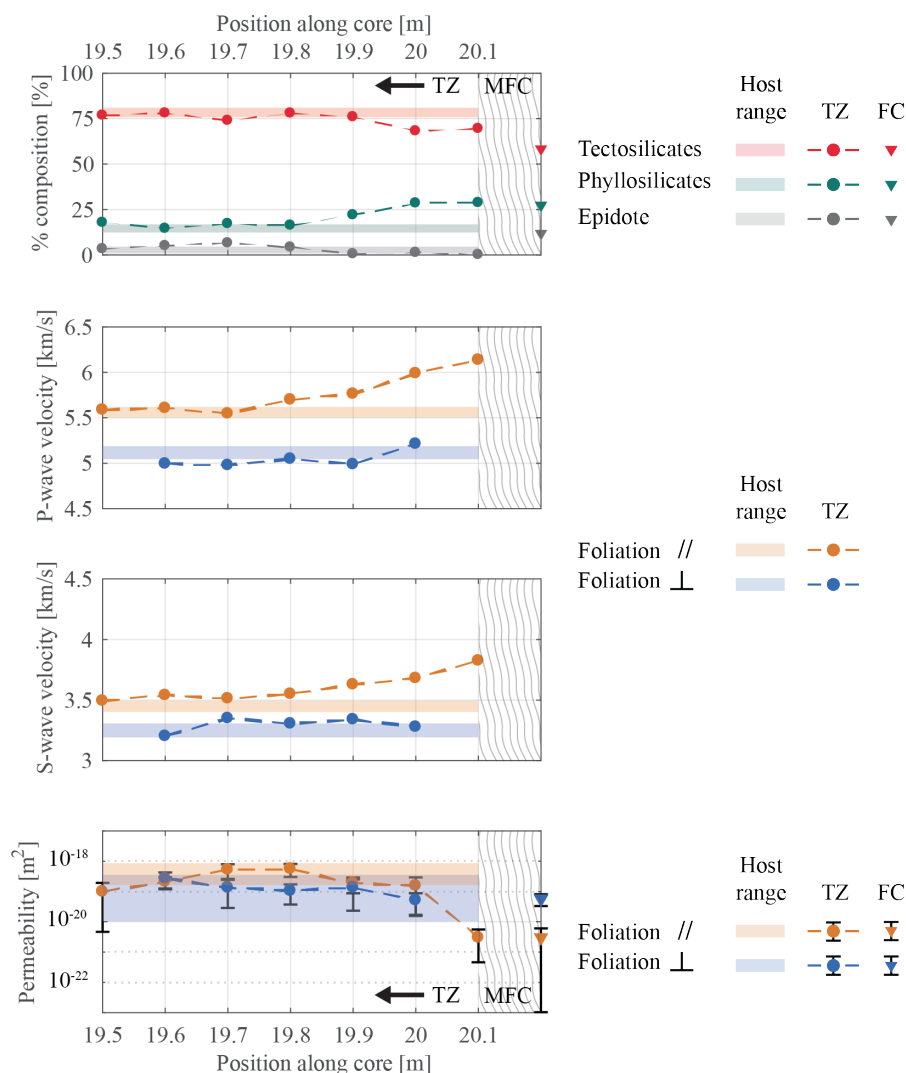 Position along core [m]
19.5 19.6 19.7 19.8 19.9 20 20.1
% composition [%]
100
75
50
25
0
TZ MFC
Host range TZ FC
Tectosilicates
Phyllosilicates
Epidote
P-wave velocity [km/s]
6.5
6
5.5
5
4.5
Host range TZ
Foliation //
Foliation ⊥
S-wave velocity [km/s]
4.5
4
3.5
3
Permeability [m²]
10⁻¹⁸
10⁻²⁰
10⁻²²
TZ MFC
Host range TZ FC
Foliation //
Foliation ⊥
19.5 19.6 19.7 19.8 19.9 20 20.1
Position along core [m]